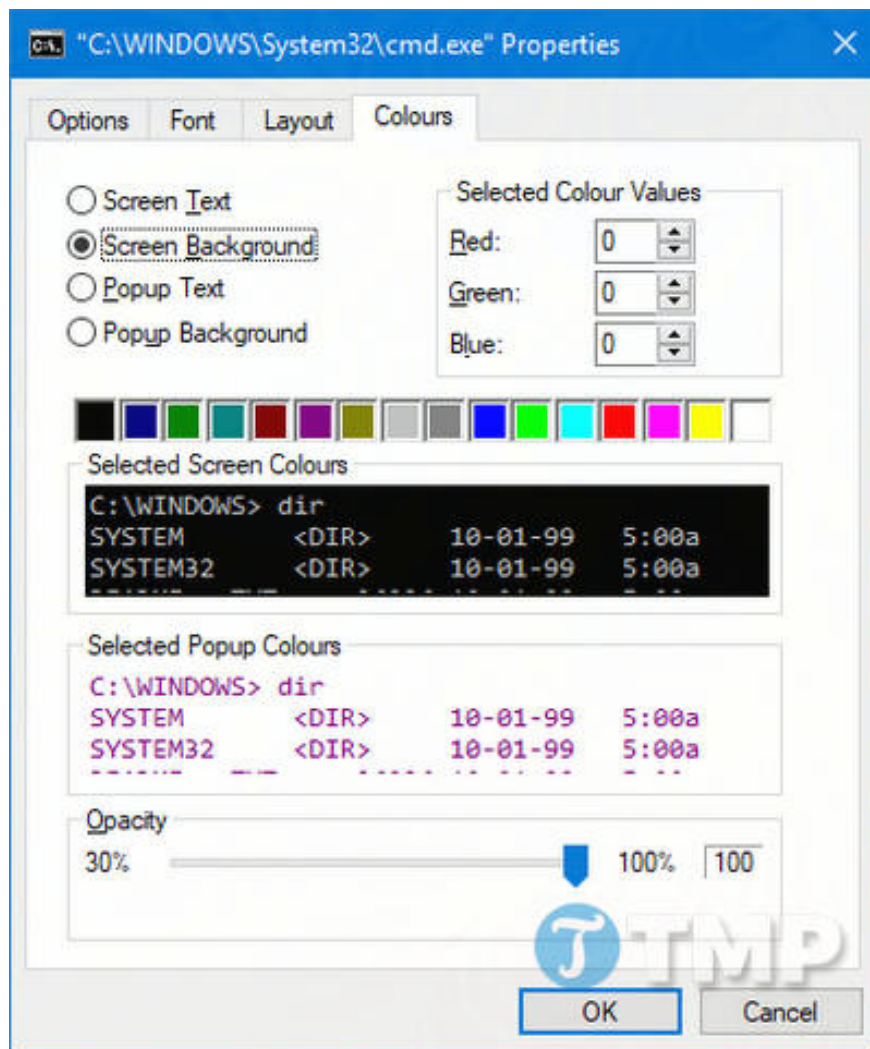 "C:\WINDOWS\System32\cmd.exe" Properties
Options Font Layout Colours
Screen Text
Screen Background
Popup Text
Popup Background
Selected Colour Values
Red: 0
Green: 0
Blue: 0
Selected Screen Colours
C:\WINDOWS> dir
SYSTEM <DIR> 10-01-99 5:00a
SYSTEM32 <DIR> 10-01-99 5:00a
Selected Popup Colours
C:\WINDOWS> dir
SYSTEM <DIR> 10-01-99 5:00a
SYSTEM32 <DIR> 10-01-99 5:00a
Opacity
30% 100% 100
TMP
OK Cancel